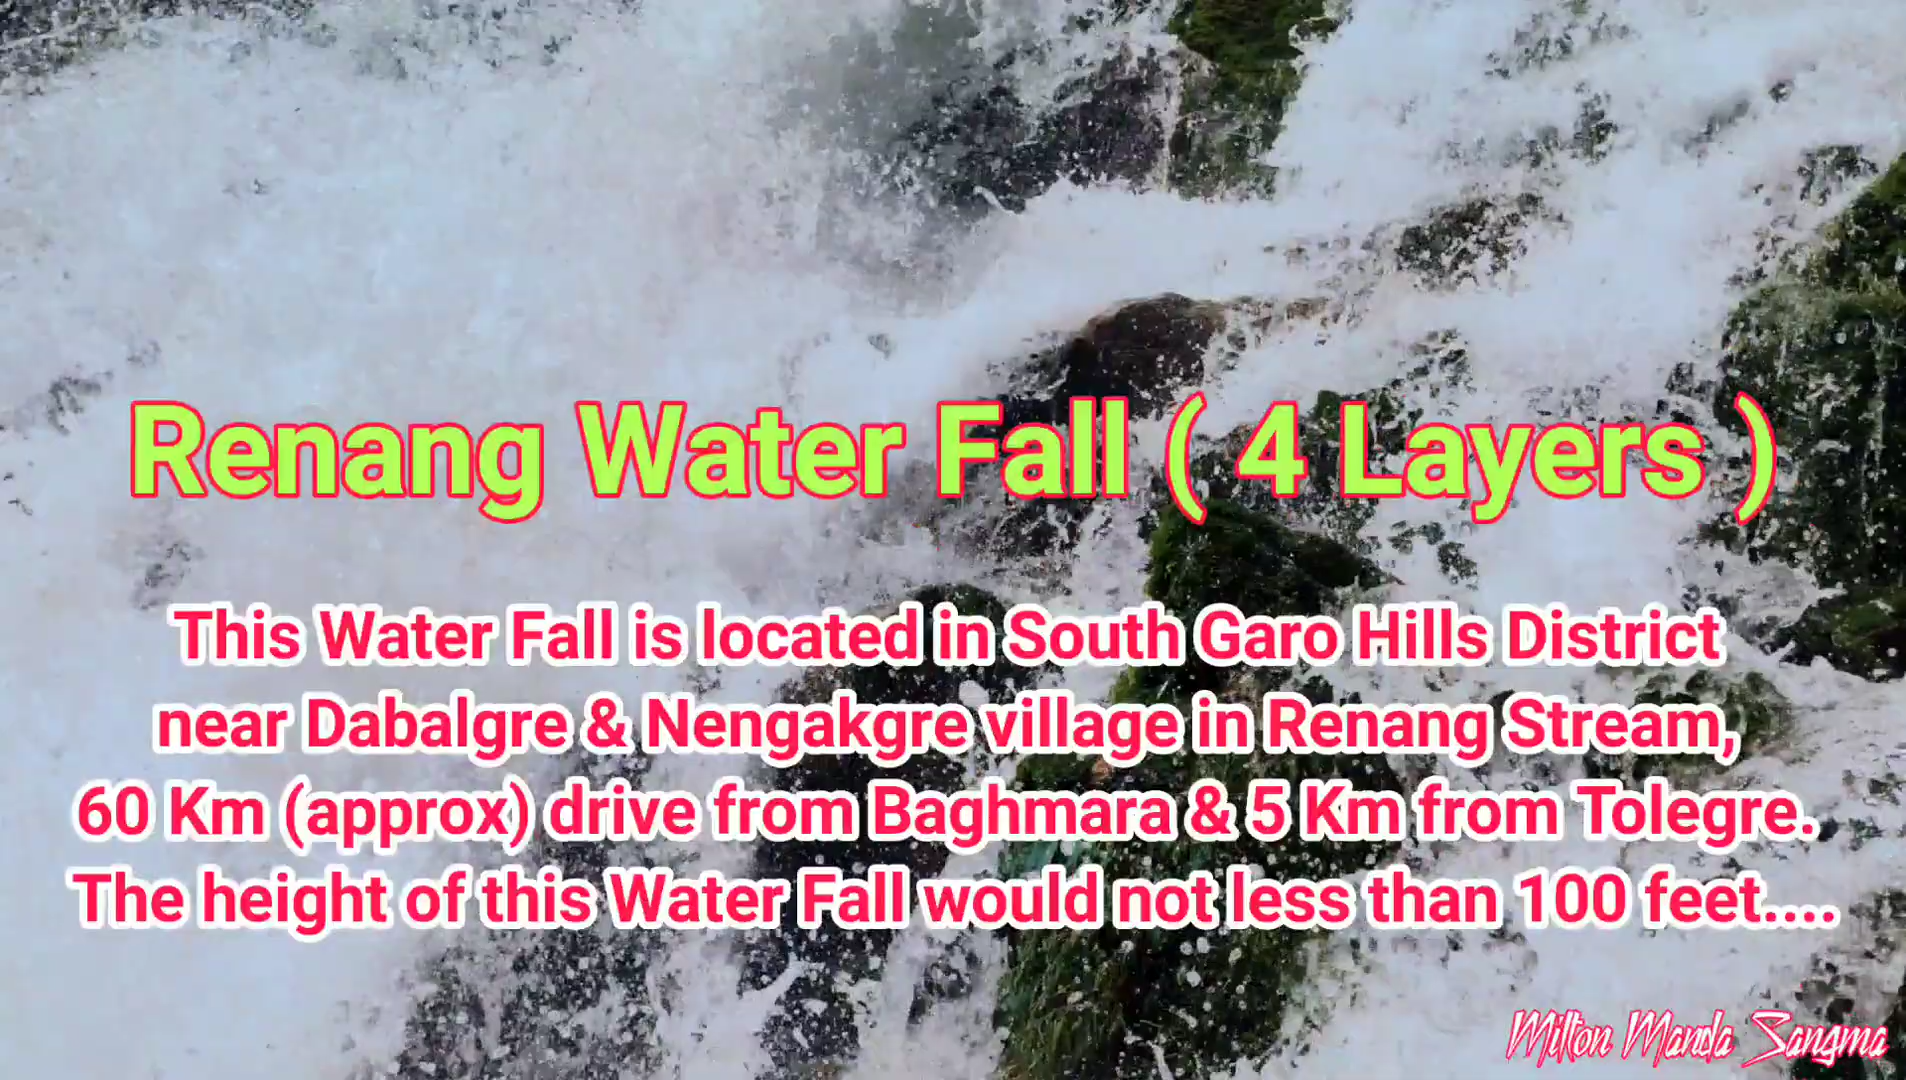 Renang Water Fall ( 4 Layers )
This Water Fall is located in South Garo Hills District
near Dabalgre & Nengakgre village in Renang Stream,
60 Km (approx) drive from Baghmara & 5 Km from Tolegre.
The height of this Water Fall would not less than 100 feet....
Milton Manda Sangma